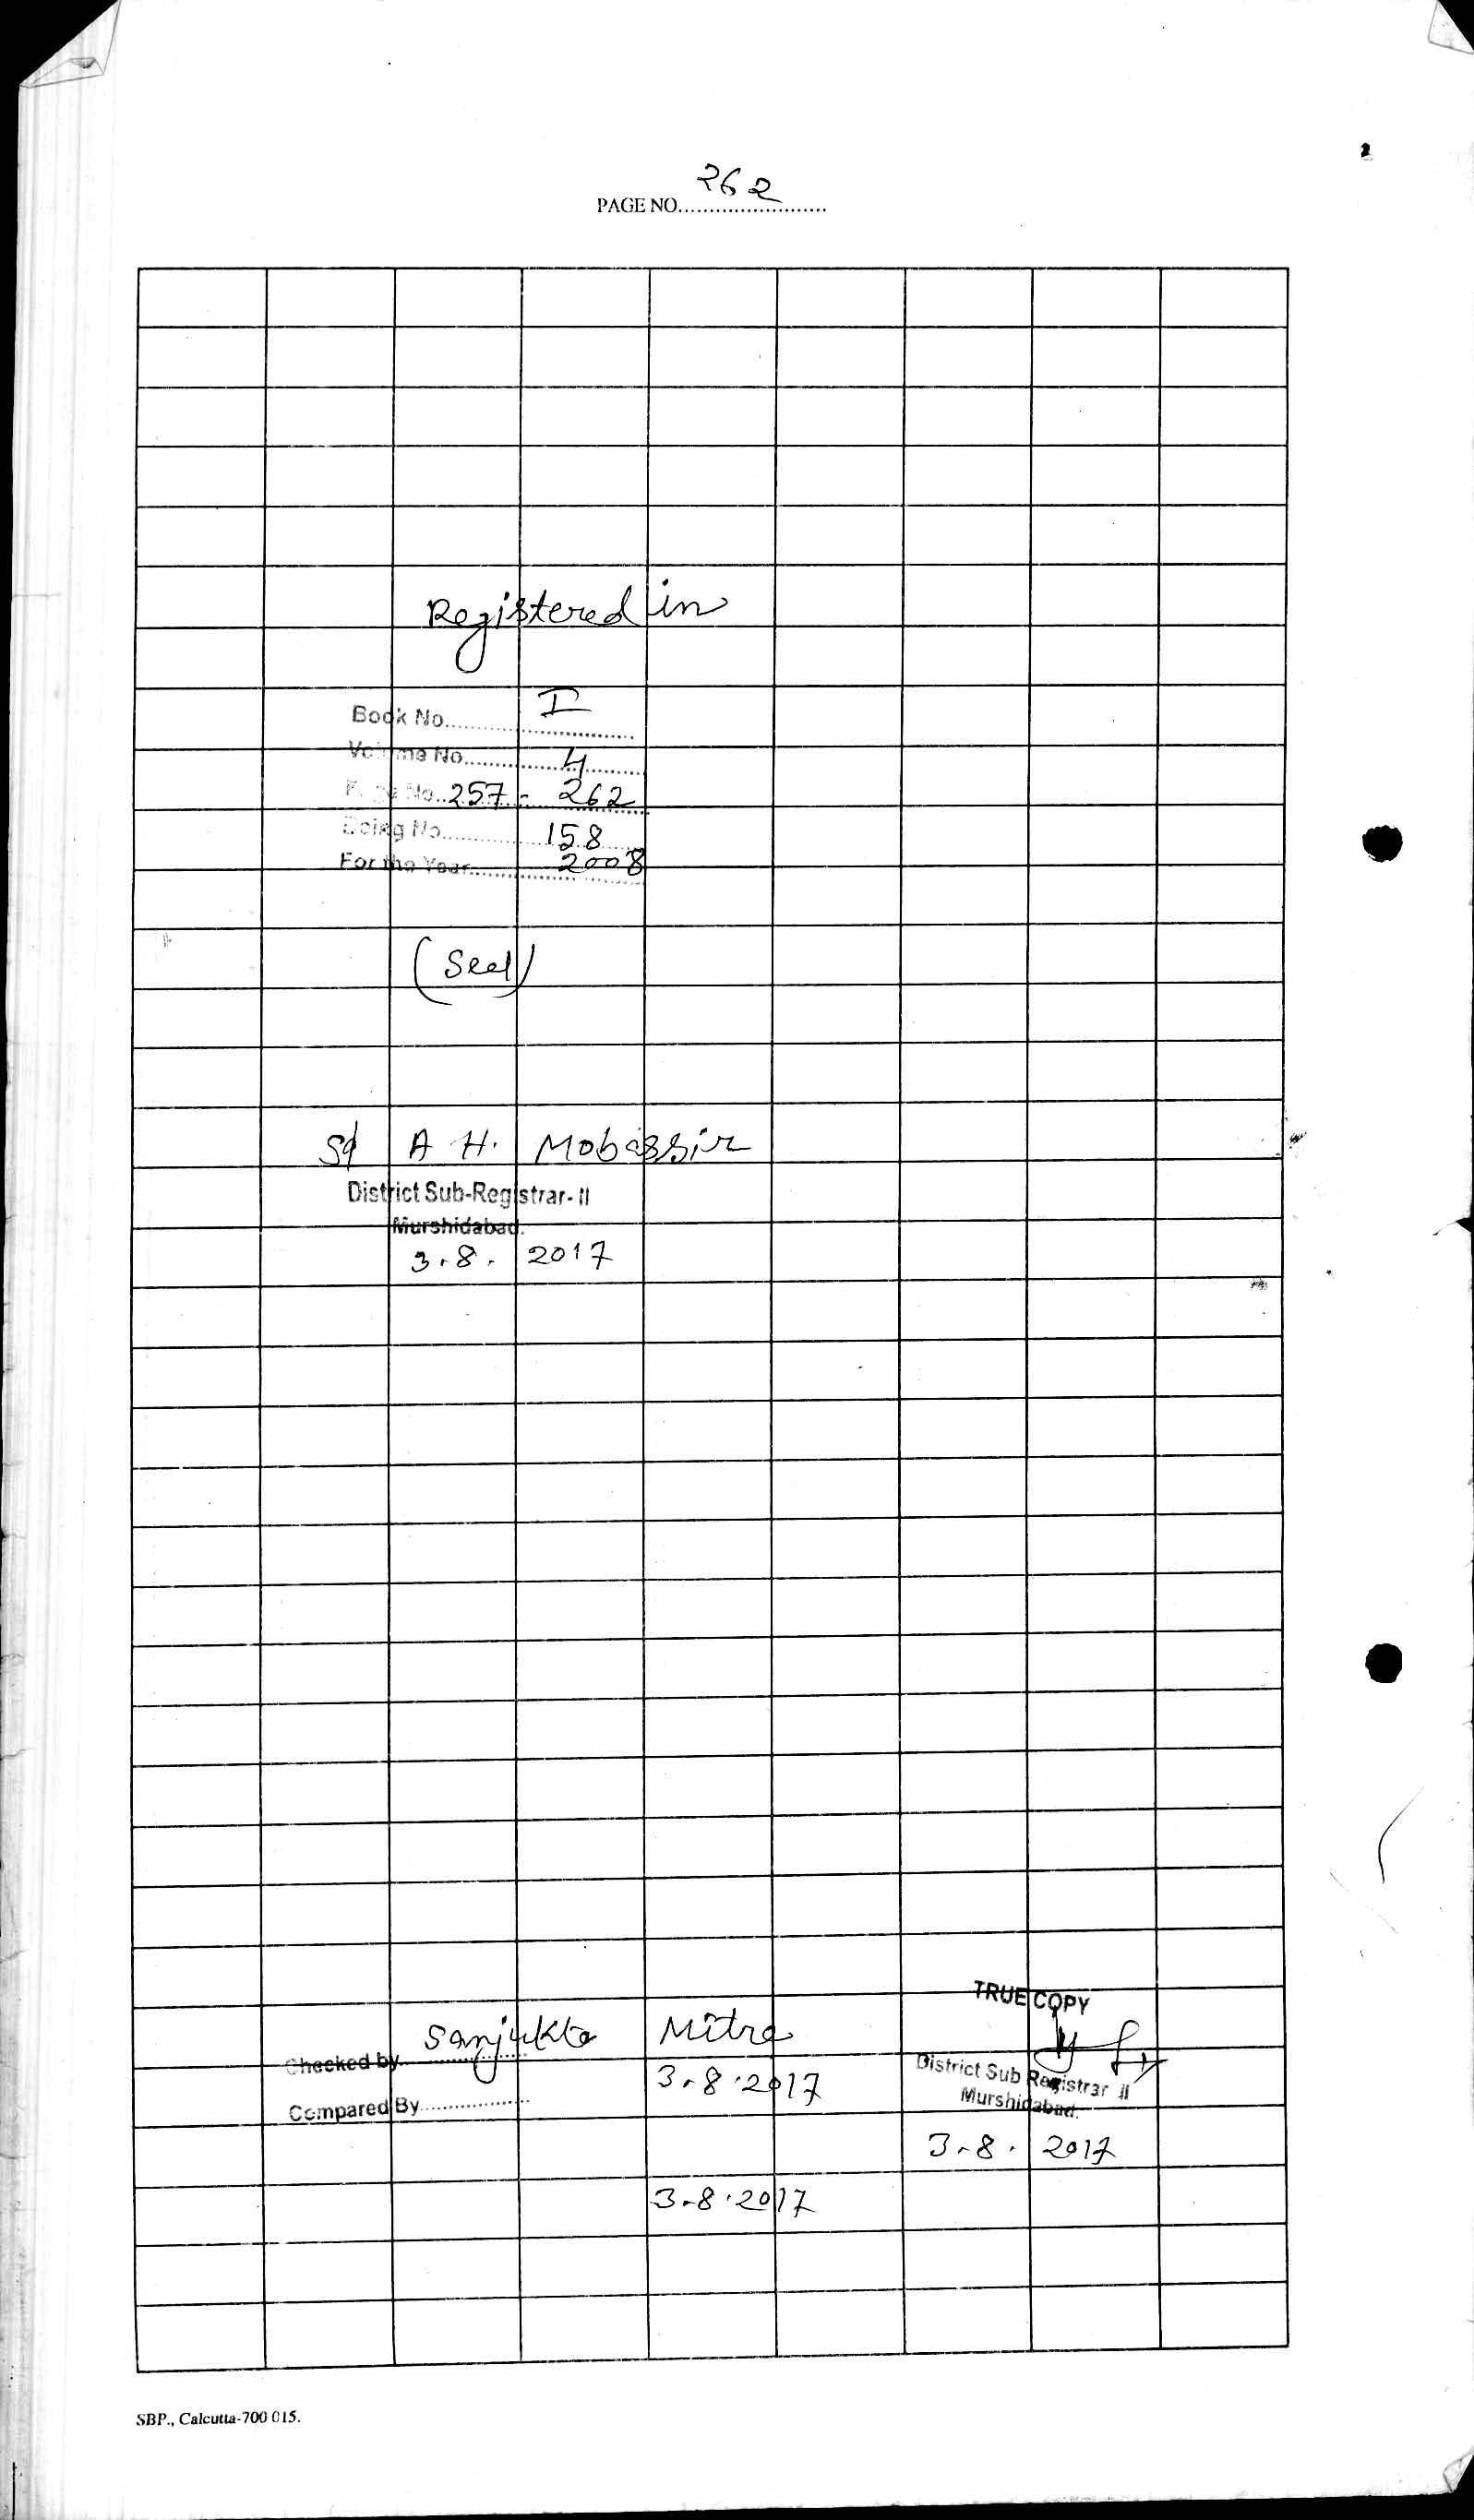 262
PAGE NO........................
Registered in
Book No. I
Volume No. 4
Page No. 257 - 262
Being No. 158
For the Year 2008
(Seal)
Sd A H. Mobassir
District Sub-Registrar-II
Murshidabad.
3.8.2017
TRUE COPY
Checked by Sanjukta Mitra
3.8.2017
Compared By
District Sub Registrar II
Murshidabad.
3.8.2017
3.8.2017
SBP., Calcutta-700 015.